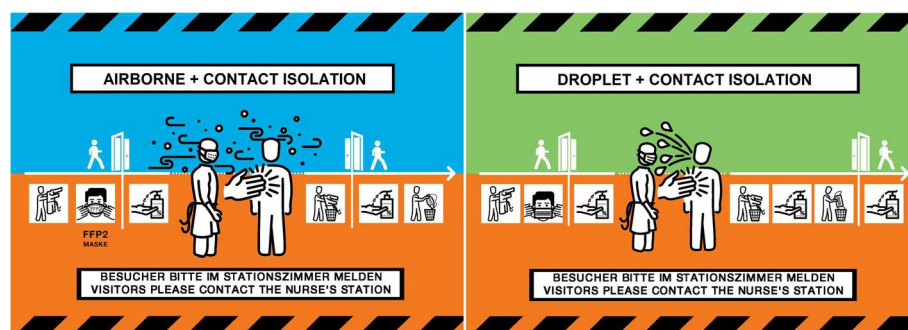 AIRBORNE + CONTACT ISOLATION
FFP2
MASKE
BESUCHER BITTE IM STATIONSZIMMER MELDEN
VISITORS PLEASE CONTACT THE NURSE'S STATION
DROPLET + CONTACT ISOLATION
BESUCHER BITTE IM STATIONSZIMMER MELDEN
VISITORS PLEASE CONTACT THE NURSE'S STATION